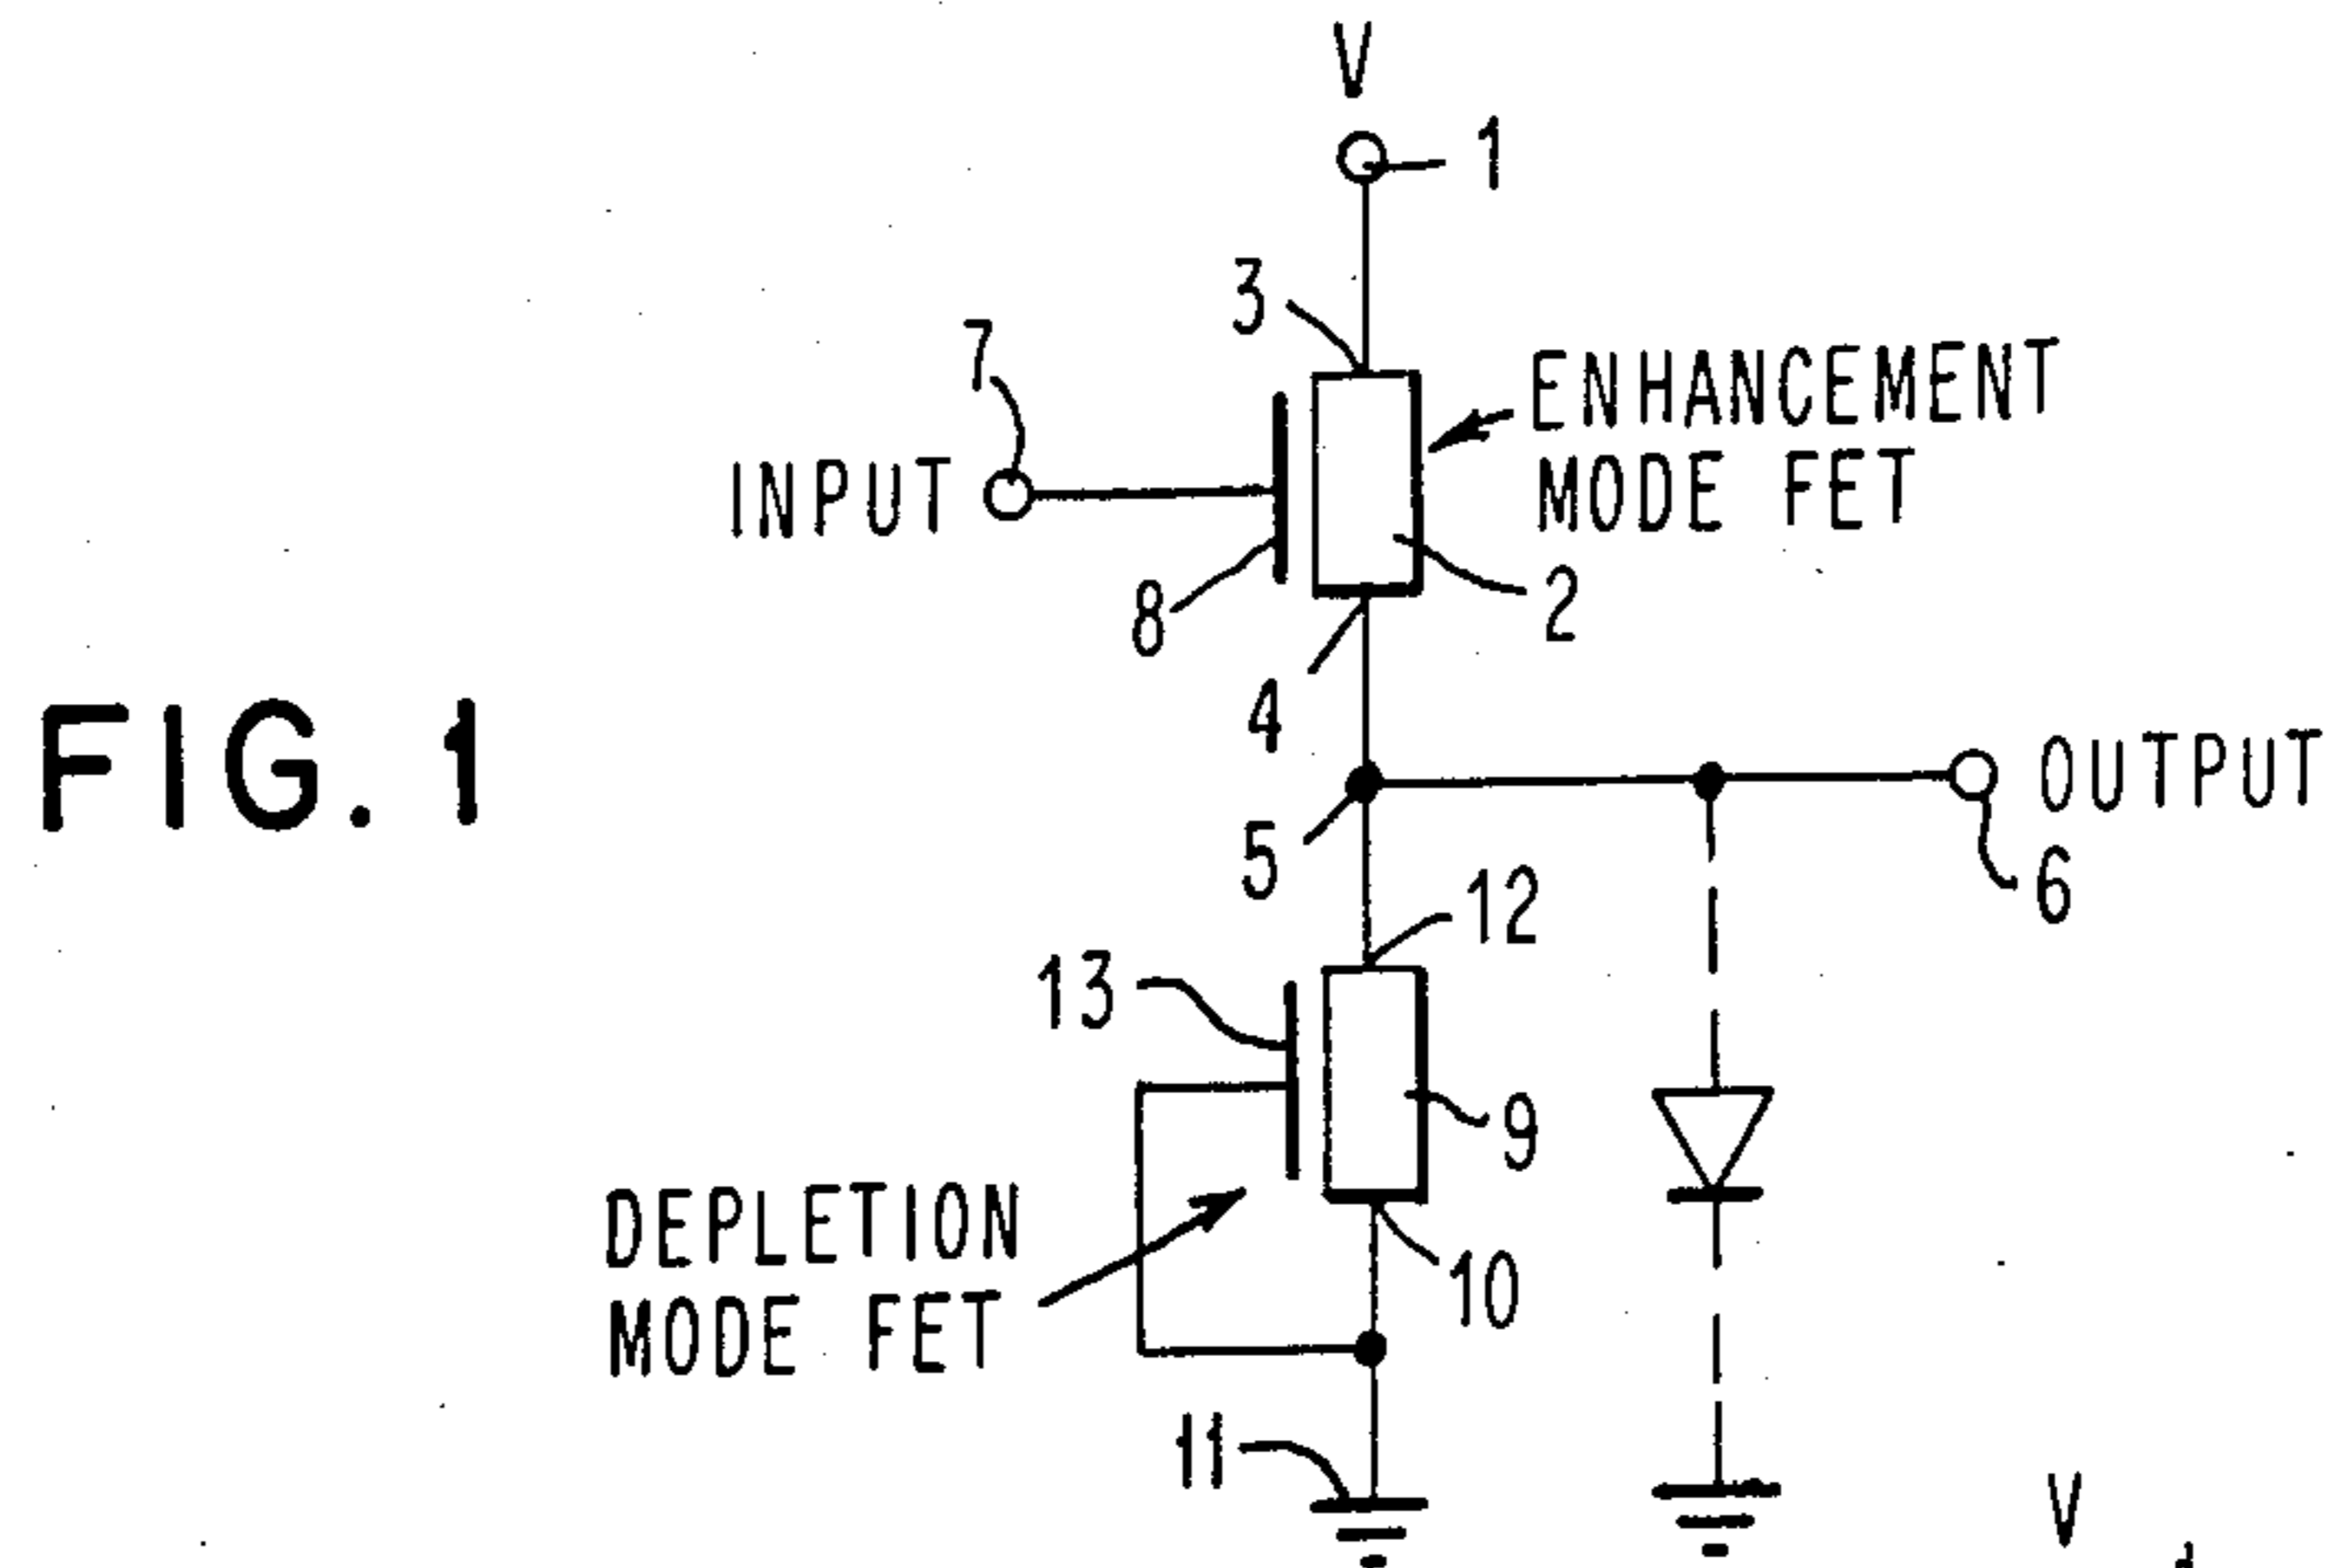 V
1
3
7
ENHANCEMENT
INPUT
MODE FET
8
2
4
FIG. 1
OUTPUT
5
12
6
13
9
DEPLETION
10
MODE FET
11
V